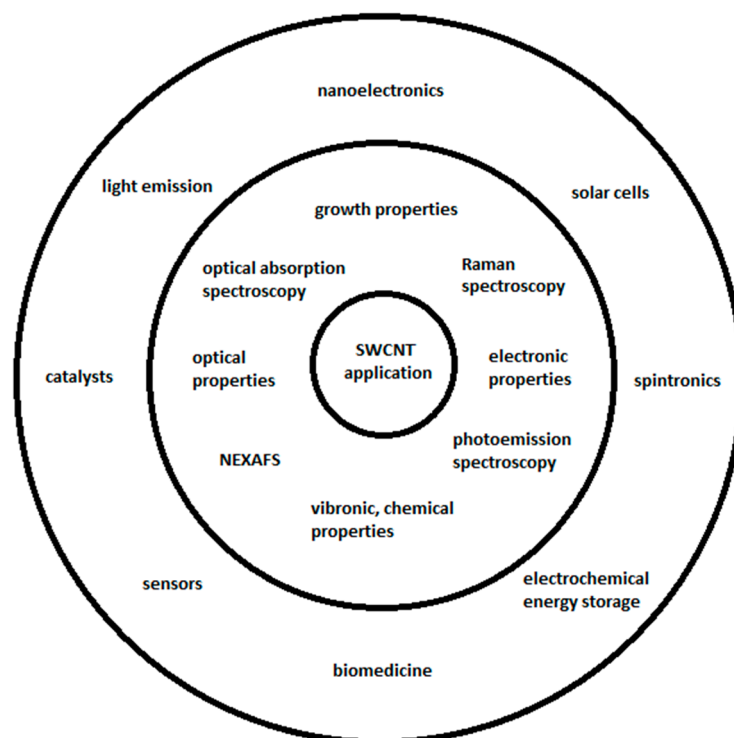 nanoelectronics
light emission
solar cells
growth properties
optical absorption
spectroscopy
Raman
spectroscopy
SWCNT
application
optical
properties
electronic
properties
catalysts
spintronics
photoemission
spectroscopy
NEXAFS
vibronic, chemical
properties
sensors
electrochemical
energy storage
biomedicine